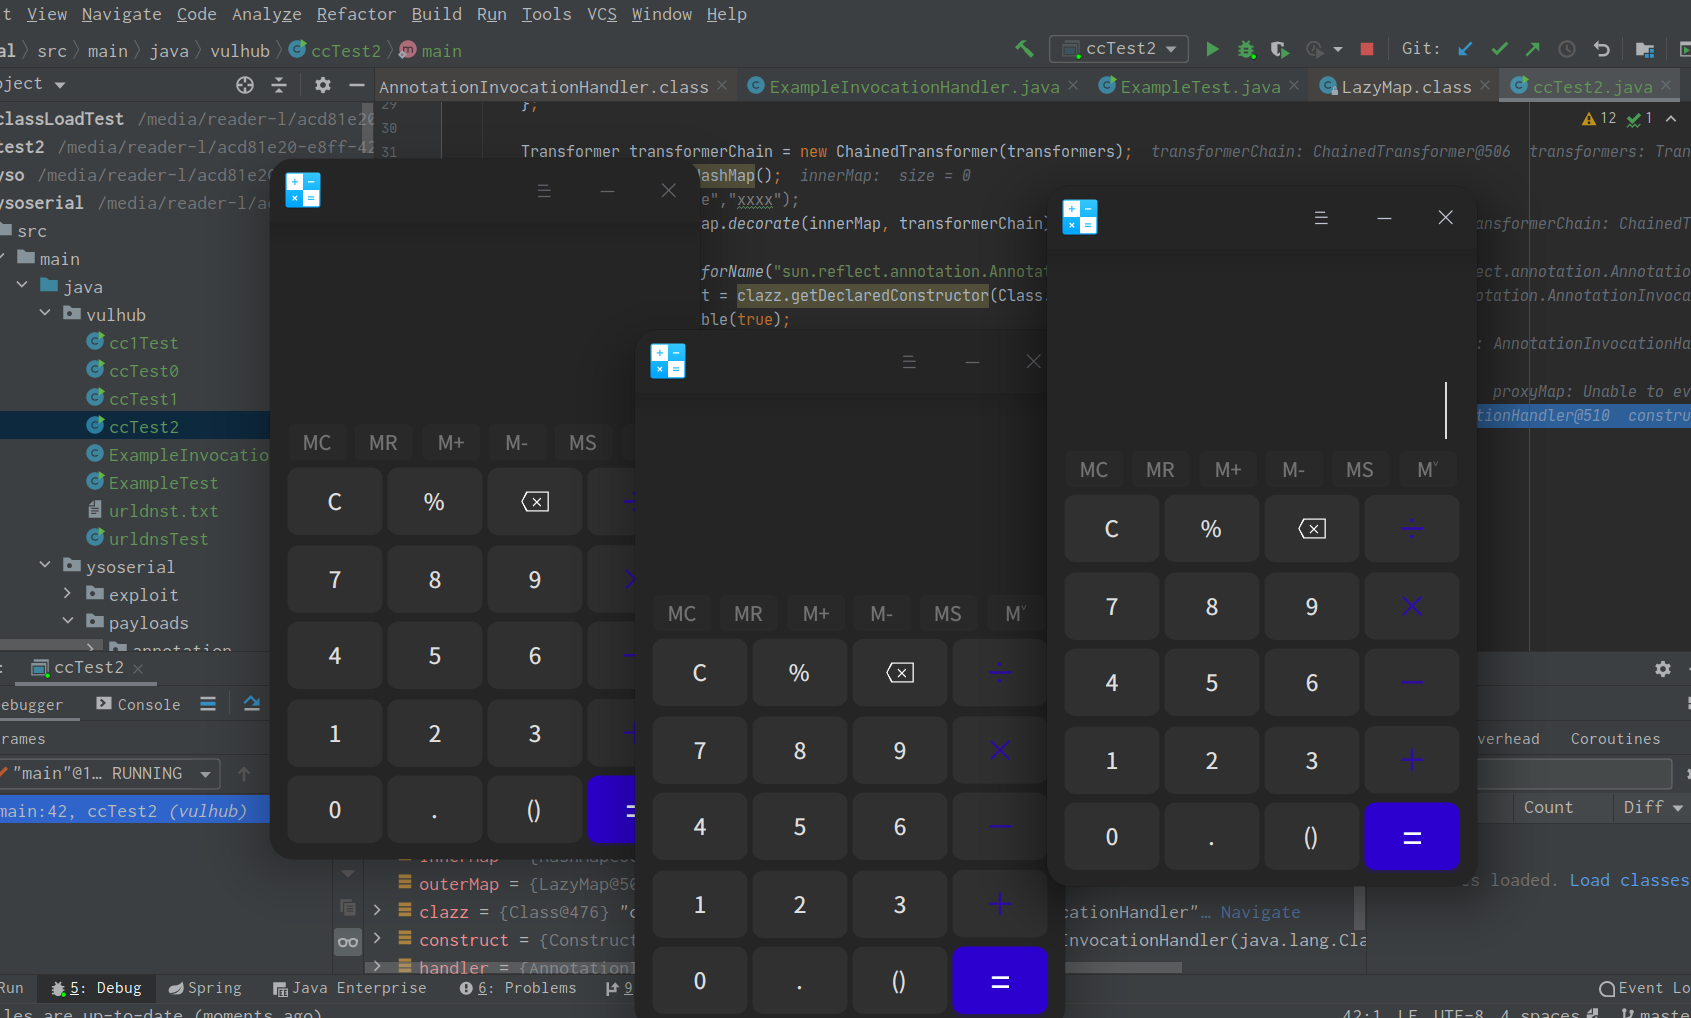 t View Navigate Code Analyze Refactor Build Run Tools VCS Window Help
al src main java vulhub ccTest2 main
ccTest2 Git:
oject
AnnotationInvocationHandler.class ExampleInvocationHandler.java ExampleTest.java LazyMap.class ccTest2.java
classLoadTest /media/reader-l/acd81e20
test2 /media/reader-l/acd81e20-e8ff-42
yso /media/reader-l/acd81e20
ysoserial /media/reader-l/ac
src
main
java
vulhub
cc1Test
ccTest0
ccTest1
ccTest2
ExampleInvocatio
ExampleTest
urldnst.txt
urldnsTest
ysoserial
exploit
payloads
annotation
29 };
30
12 1
31 Transformer transformerChain = new ChainedTransformer(transformers); transformerChain: ChainedTransformer@506 transformers: Tran
HashMap(); innerMap: size = 0
e","xxxx");
ap.decorate(innerMap, transformerChain) ansformerChain: ChainedT
forName("sun.reflect.annotation.Annotat ect.annotation.Annotatio
t = clazz.getDeclaredConstructor(Class. otation.AnnotationInvoca
ble(true);
: AnnotationInvocationHa
proxyMap: Unable to ev
tionHandler@510 constru
MC MR M+ M- MS
C %
7 8 9 ×
4 5 6 −
1 2 3 +
0 . () =
MC MR M+ M- MS M˅
C % ÷
7 8 9 ×
4 5 6 −
1 2 3 +
0 . () =
MC MR M+ M- MS M˅
C % ÷
7 8 9 ×
4 5 6 −
1 2 3 +
0 . () =
: ccTest2
ebugger Console
rames
"main"@1... RUNNING
main:42, ccTest2 (vulhub)
verhead Coroutines
Count Diff
s loaded. Load classes
innerMap = {HashMap@50
outerMap = {LazyMap@50
clazz = {Class@476} "c cationHandler"… Navigate
construct = {Construct InvocationHandler(java.lang.Cla
handler = {AnnotationI
Run 5: Debug Spring Java Enterprise 6: Problems 9 Event Lo
les are up-to-date (moments ago) 42:1 LF UTF-8 4 spaces maste